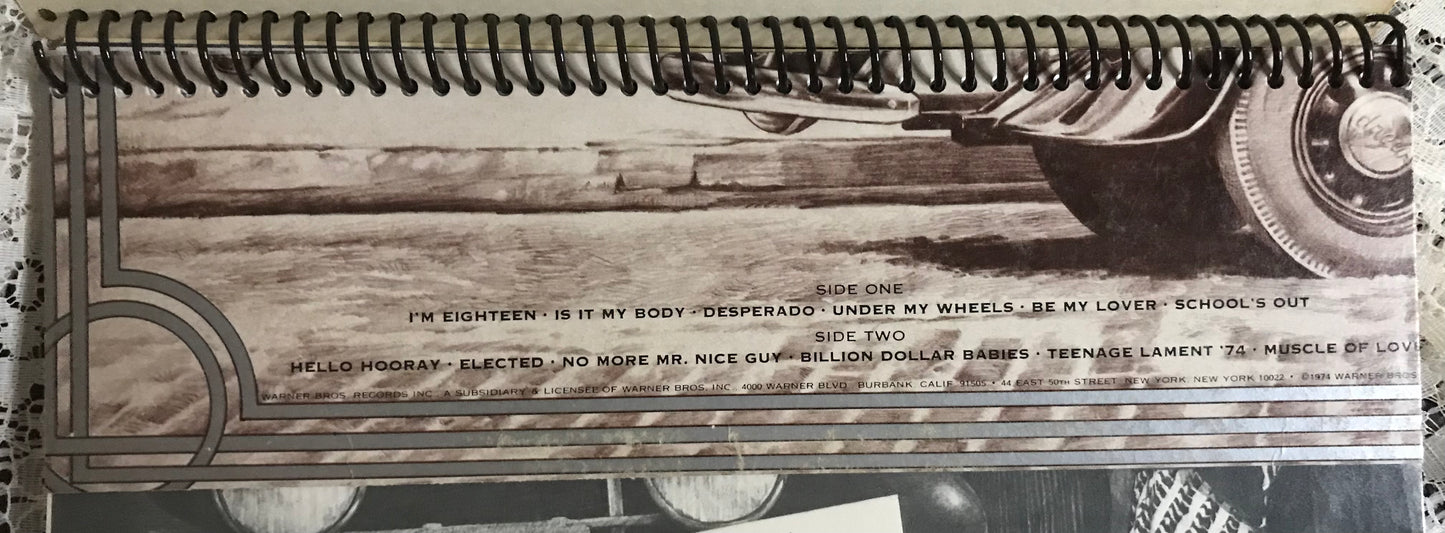 SIDE ONE
I'M EIGHTEEN · IS IT MY BODY · DESPERADO · UNDER MY WHEELS · BE MY LOVER · SCHOOL'S OUT
SIDE TWO
HELLO HOORAY · ELECTED · NO MORE MR. NICE GUY · BILLION DOLLAR BABIES · TEENAGE LAMENT '74 · MUSCLE OF LOV
WARNER BROS. RECORDS INC., A SUBSIDIARY & LICENSEE OF WARNER BROS. INC., 4000 WARNER BLVD., BURBANK, CALIF. 91505 • 44 EAST 50TH STREET, NEW YORK, NEW YORK 10022 • ©1974 WARNER BROS